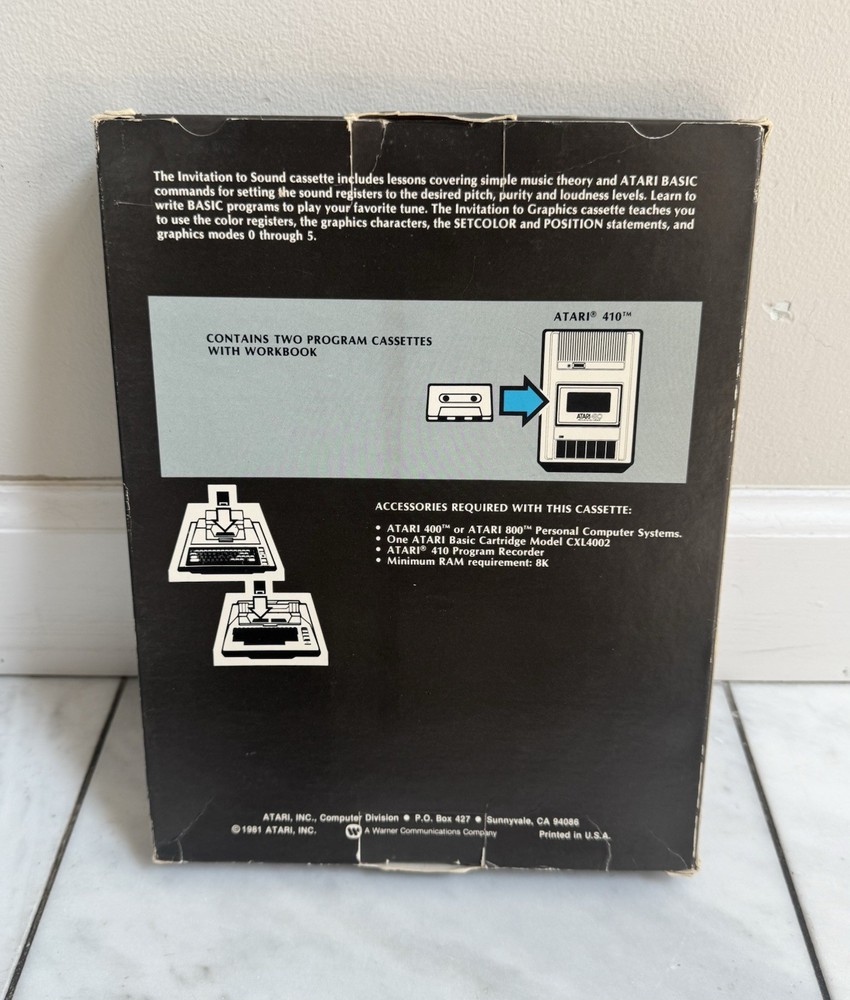 The Invitation to Sound cassette includes lessons covering simple music theory and ATARI BASIC
commands for setting the sound registers to the desired pitch, purity and loudness levels. Learn to
write BASIC programs to play your favorite tune. The Invitation to Graphics cassette teaches you
to use the color registers, the graphics characters, the SETCOLOR and POSITION statements, and
graphics modes 0 through 5.
ATARI® 410™
CONTAINS TWO PROGRAM CASSETTES
WITH WORKBOOK
ATARI 410
ACCESSORIES REQUIRED WITH THIS CASSETTE:
• ATARI 400™ or ATARI 800™ Personal Computer Systems.
• One ATARI Basic Cartridge Model CXL4002
• ATARI® 410 Program Recorder
• Minimum RAM requirement: 8K
ATARI, INC., Computer Division • P.O. Box 427 • Sunnyvale, CA 94086
©1981 ATARI, INC. A Warner Communications Company Printed in U.S.A.